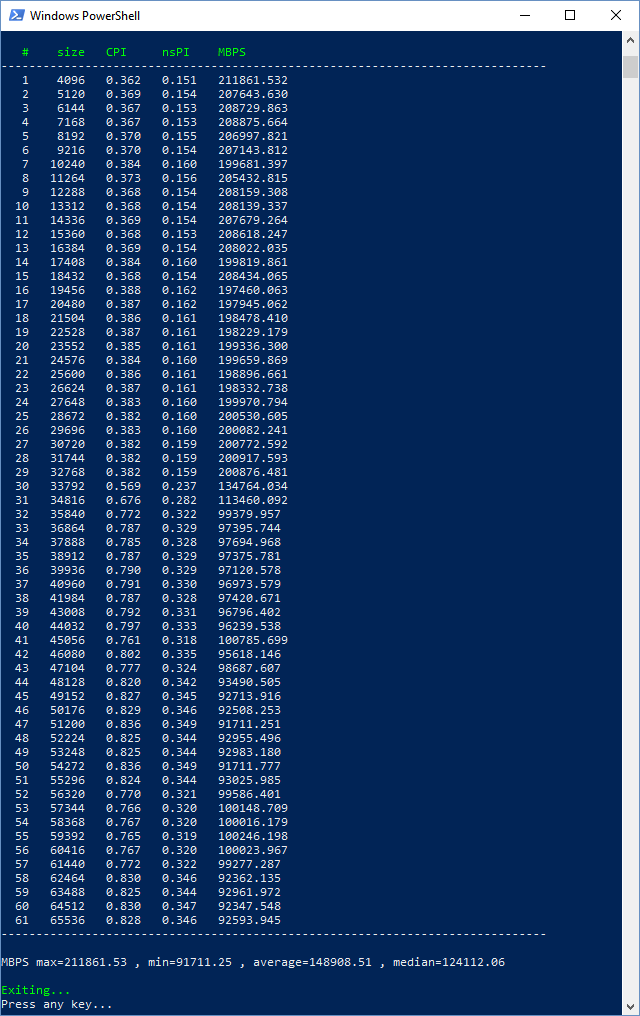 Windows PowerShell
# size CPI nsPI MBPS
--------------------------------------------------------------------------------
1 4096 0.362 0.151 211861.532
2 5120 0.369 0.154 207643.630
3 6144 0.367 0.153 208729.863
4 7168 0.367 0.153 208875.664
5 8192 0.370 0.155 206997.821
6 9216 0.370 0.154 207143.812
7 10240 0.384 0.160 199681.397
8 11264 0.373 0.156 205432.815
9 12288 0.368 0.154 208159.308
10 13312 0.368 0.154 208139.337
11 14336 0.369 0.154 207679.264
12 15360 0.368 0.153 208618.247
13 16384 0.369 0.154 208022.035
14 17408 0.384 0.160 199819.861
15 18432 0.368 0.154 208434.065
16 19456 0.388 0.162 197460.063
17 20480 0.387 0.162 197945.062
18 21504 0.386 0.161 198478.410
19 22528 0.387 0.161 198229.179
20 23552 0.385 0.161 199336.300
21 24576 0.384 0.160 199659.869
22 25600 0.386 0.161 198896.661
23 26624 0.387 0.161 198332.738
24 27648 0.383 0.160 199970.794
25 28672 0.382 0.160 200530.605
26 29696 0.383 0.160 200082.241
27 30720 0.382 0.159 200772.592
28 31744 0.382 0.159 200917.593
29 32768 0.382 0.159 200876.481
30 33792 0.569 0.237 134764.034
31 34816 0.676 0.282 113460.092
32 35840 0.772 0.322 99379.957
33 36864 0.787 0.329 97395.744
34 37888 0.785 0.328 97694.968
35 38912 0.787 0.329 97375.781
36 39936 0.790 0.329 97120.578
37 40960 0.791 0.330 96973.579
38 41984 0.787 0.328 97420.671
39 43008 0.792 0.331 96796.402
40 44032 0.797 0.333 96239.538
41 45056 0.761 0.318 100785.699
42 46080 0.802 0.335 95618.146
43 47104 0.777 0.324 98687.607
44 48128 0.820 0.342 93490.505
45 49152 0.827 0.345 92713.916
46 50176 0.829 0.346 92508.253
47 51200 0.836 0.349 91711.251
48 52224 0.825 0.344 92955.496
49 53248 0.825 0.344 92983.180
50 54272 0.836 0.349 91711.777
51 55296 0.824 0.344 93025.985
52 56320 0.770 0.321 99586.401
53 57344 0.766 0.320 100148.709
54 58368 0.767 0.320 100016.179
55 59392 0.765 0.319 100246.198
56 60416 0.767 0.320 100023.967
57 61440 0.772 0.322 99277.287
58 62464 0.830 0.346 92362.135
59 63488 0.825 0.344 92961.972
60 64512 0.830 0.347 92347.548
61 65536 0.828 0.346 92593.945
--------------------------------------------------------------------------------
MBPS max=211861.53 , min=91711.25 , average=148908.51 , median=124112.06
Exiting...
Press any key...